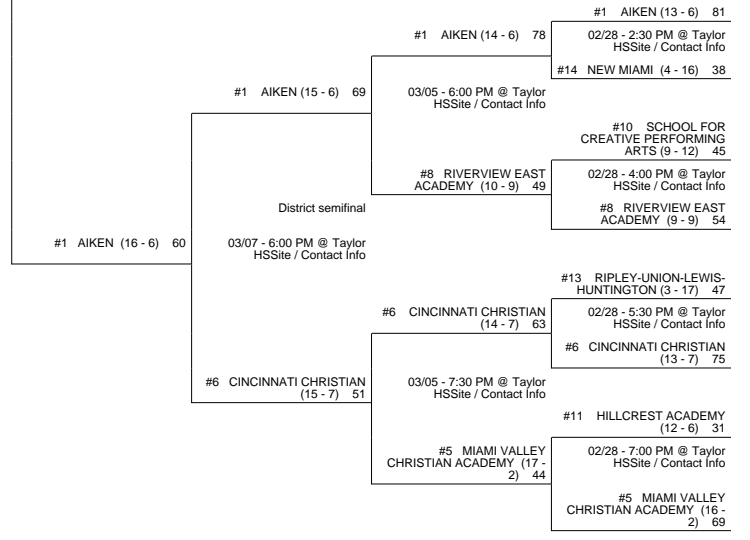 #1 AIKEN (13 - 6) 81
02/28 - 2:30 PM @ Taylor
HSSite / Contact Info
#14 NEW MIAMI (4 - 16) 38
#1 AIKEN (14 - 6) 78
03/05 - 6:00 PM @ Taylor
HSSite / Contact Info
#10 SCHOOL FOR
CREATIVE PERFORMING
ARTS (9 - 12) 45
02/28 - 4:00 PM @ Taylor
HSSite / Contact Info
#8 RIVERVIEW EAST
ACADEMY (9 - 9) 54
#8 RIVERVIEW EAST
ACADEMY (10 - 9) 49
#1 AIKEN (15 - 6) 69
District semifinal
03/07 - 6:00 PM @ Taylor
HSSite / Contact Info
#1 AIKEN (16 - 6) 60
#13 RIPLEY-UNION-LEWIS-
HUNTINGTON (3 - 17) 47
02/28 - 5:30 PM @ Taylor
HSSite / Contact Info
#6 CINCINNATI CHRISTIAN
(13 - 7) 75
#6 CINCINNATI CHRISTIAN
(14 - 7) 63
03/05 - 7:30 PM @ Taylor
HSSite / Contact Info
#6 CINCINNATI CHRISTIAN
(15 - 7) 51
#11 HILLCREST ACADEMY
(12 - 6) 31
02/28 - 7:00 PM @ Taylor
HSSite / Contact Info
#5 MIAMI VALLEY
CHRISTIAN ACADEMY (16 -
2) 69
#5 MIAMI VALLEY
CHRISTIAN ACADEMY (17 -
2) 44